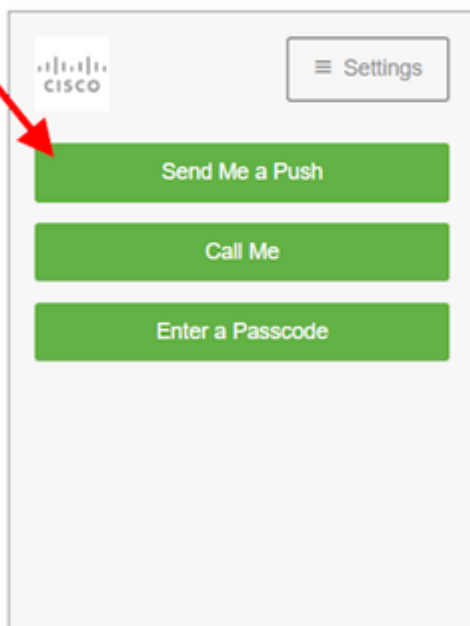 CISCO
≡ Settings
Send Me a Push
Call Me
Enter a Passcode